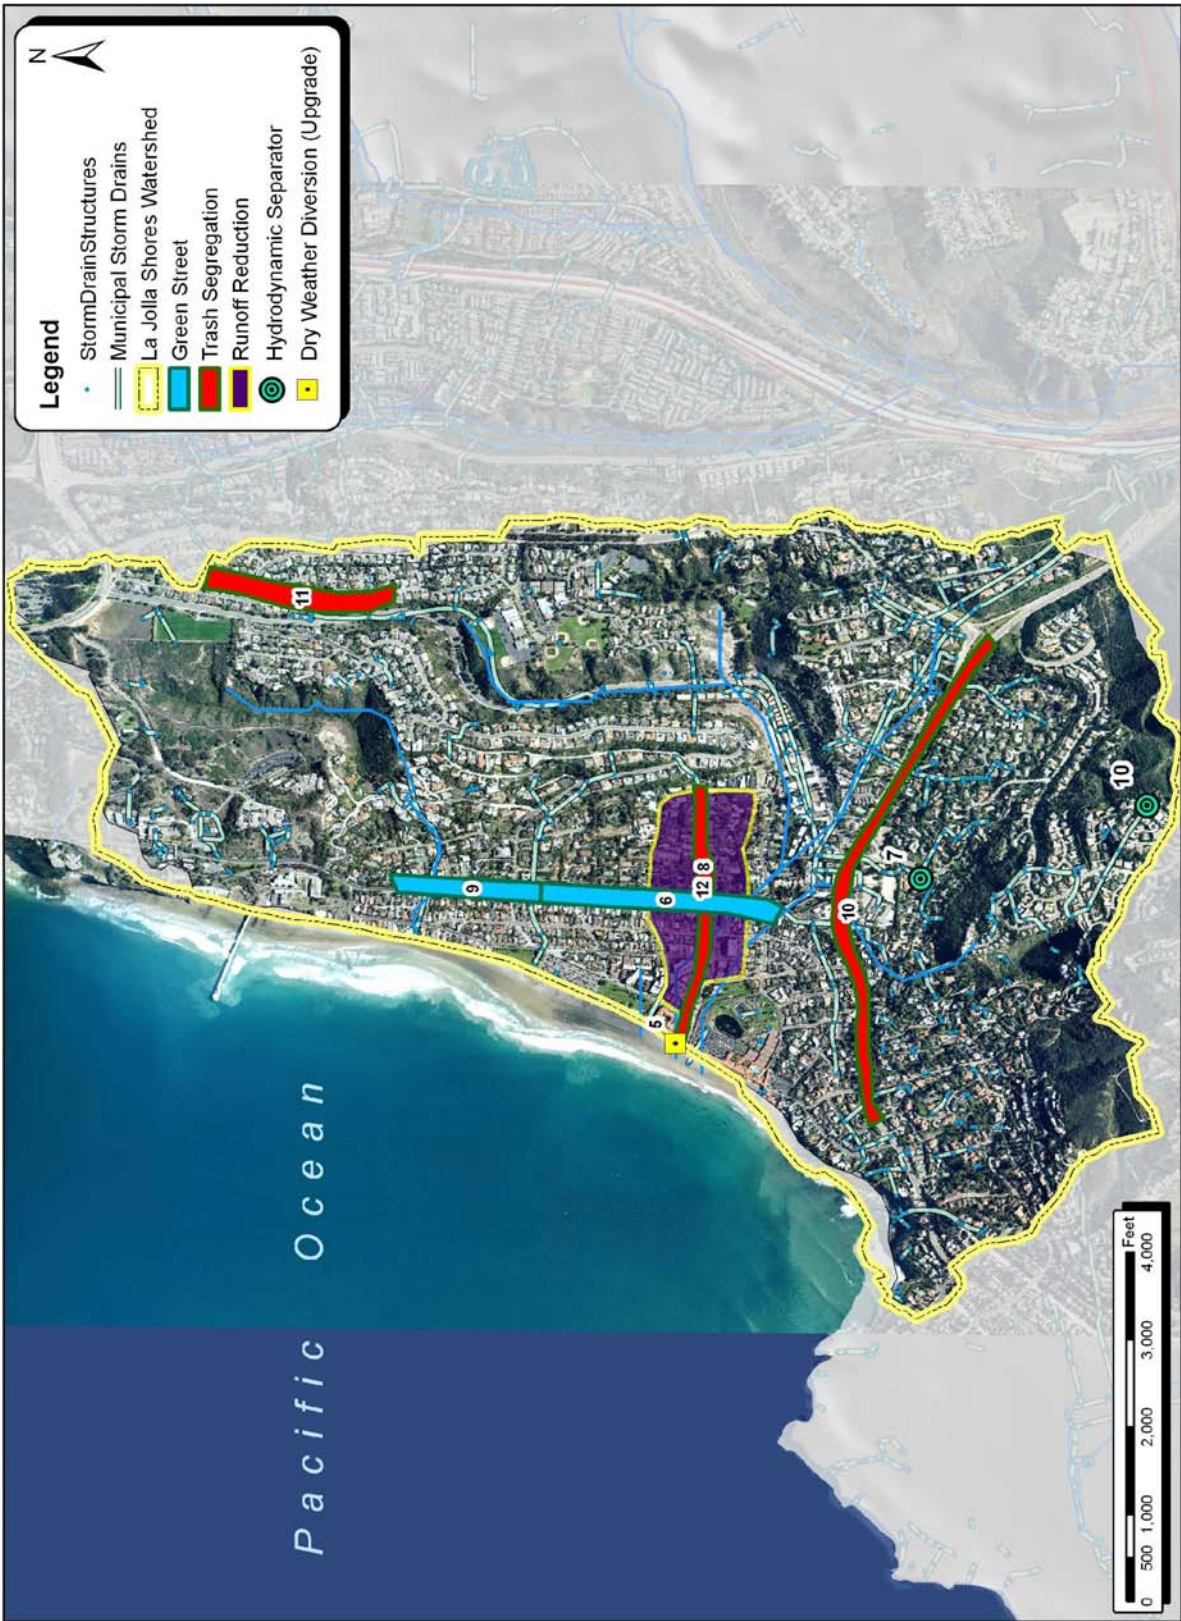 Legend
N
StormDrainStructures
Municipal Storm Drains
La Jolla Shores Watershed
Green Street
Trash Segregation
Runoff Reduction
Hydrodynamic Separator
Dry Weather Diversion (Upgrade)
Pacific Ocean
5
9
6
12
8
11
10
7
10
0 500 1,000 2,000 3,000 4,000
Feet